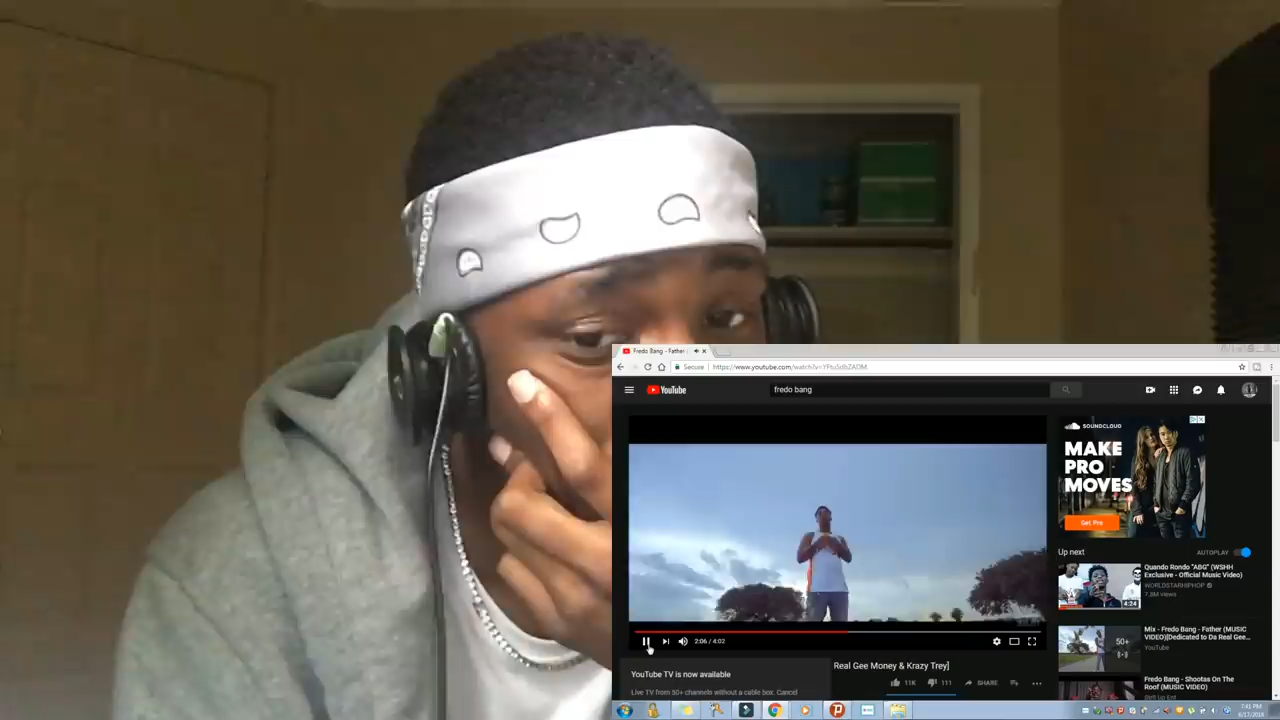 Fredo Bang - Father
Secure
https://www.youtube.com/watch?v=YFtuSdbZADM
YouTube
fredo bang
SOUNDCLOUD
MAKE
PRO
MOVES
Get Pro
2:06 / 4:02
Up next
AUTOPLAY
Quando Rondo "ABG" (WSHH
Exclusive - Official Music Video)
WORLDSTARHIPHOP
7.8M views
4:24
Mix - Fredo Bang - Father (MUSIC
VIDEO)[Dedicated to Da Real Gee...
YouTube
50+
Real Gee Money & Krazy Trey]
11K
111
SHARE
YouTube TV is now available
Live TV from 50+ channels without a cable box. Cancel
Fredo Bang - Shootas On The
Roof (MUSIC VIDEO)
7:41 PM